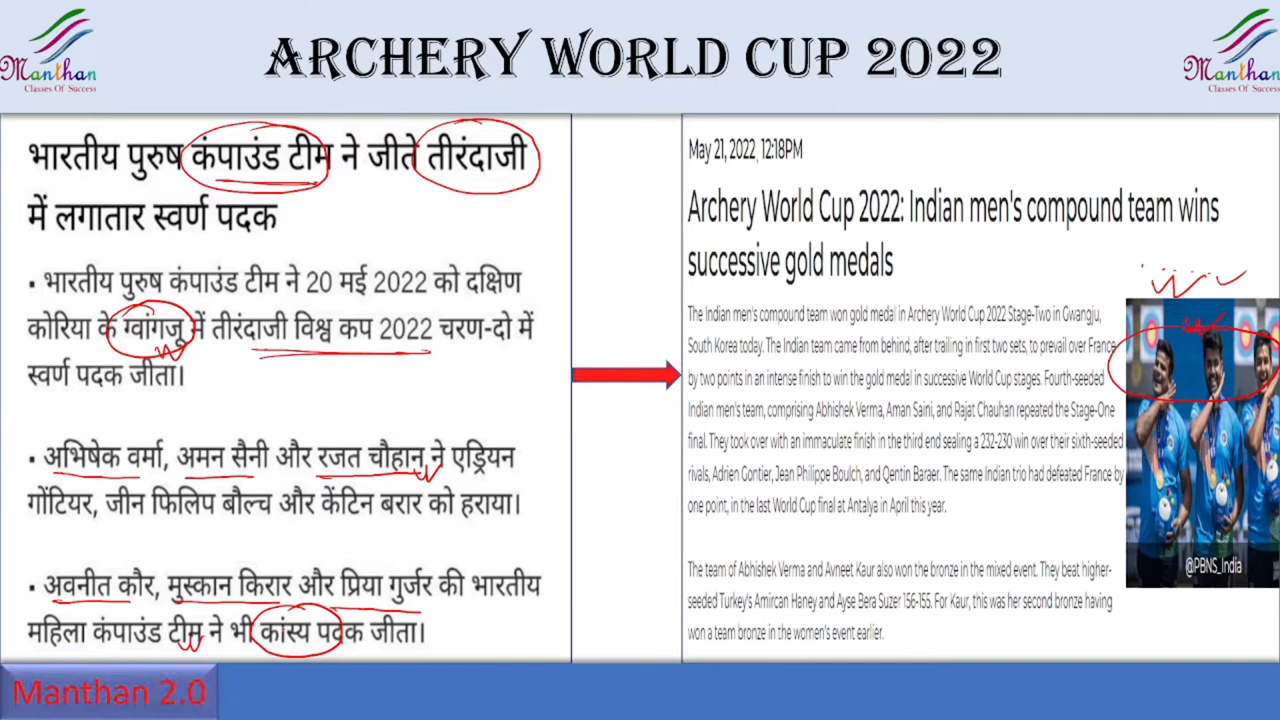 Manthan
Classes Of Success
ARCHERY WORLD CUP 2022
Manthan
Classes Of Success
भारतीय पुरुष कंपाउंड टीम ने जीते तीरंदाजी
में लगातार स्वर्ण पदक
▪ भारतीय पुरुष कंपाउंड टीम ने 20 मई 2022 को दक्षिण
कोरिया के ग्वांगजू में तीरंदाजी विश्व कप 2022 चरण-दो में
स्वर्ण पदक जीता।
▪ अभिषेक वर्मा, अमन सैनी और रजत चौहान ने एड्रियन
गोंटियर, जीन फिलिप बौल्च और केंटिन बरार को हराया।
▪ अवनीत कौर, मुस्कान किरार और प्रिया गुर्जर की भारतीय
महिला कंपाउंड टीम ने भी कांस्य पदक जीता।
May 21, 2022, 12:18PM
Archery World Cup 2022: Indian men's compound team wins
successive gold medals
The Indian men's compound team won gold medal in Archery World Cup 2022 Stage-Two in Gwangju,
South Korea today. The Indian team came from behind, after trailing in first two sets, to prevail over France
by two points in an intense finish to win the gold medal in successive World Cup stages. Fourth-seeded
Indian men's team, comprising Abhishek Verma, Aman Saini, and Rajat Chauhan repeated the Stage-One
final. They took over with an immaculate finish in the third end sealing a 232-230 win over their sixth-seeded
rivals, Adrien Gontier, Jean Philippe Boulch, and Qentin Baraer. The same Indian trio had defeated France by
one point, in the last World Cup final at Antalya in April this year.
The team of Abhishek Verma and Avneet Kaur also won the bronze in the mixed event. They beat higher-
seeded Turkey's Amircan Haney and Ayse Bera Suzer 156-155. For Kaur, this was her second bronze having
won a team bronze in the women's event earlier.
@PBNS_India
Manthan 2.0